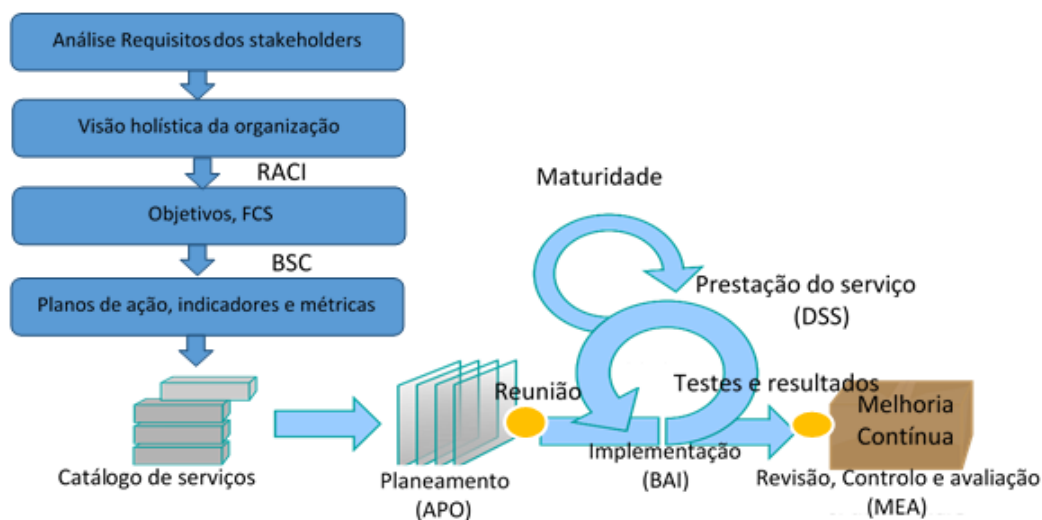 Análise Requisitos dos stakeholders
Visão holística da organização
RACI
Objetivos, FCS
BSC
Planos de ação, indicadores e métricas
Catálogo de serviços
Planeamento
(APO)
Reunião
Maturidade
Prestação do serviço
(DSS)
Implementação
(BAI)
Testes e resultados
Melhoria
Contínua
Revisão, Controlo e avaliação
(MEA)